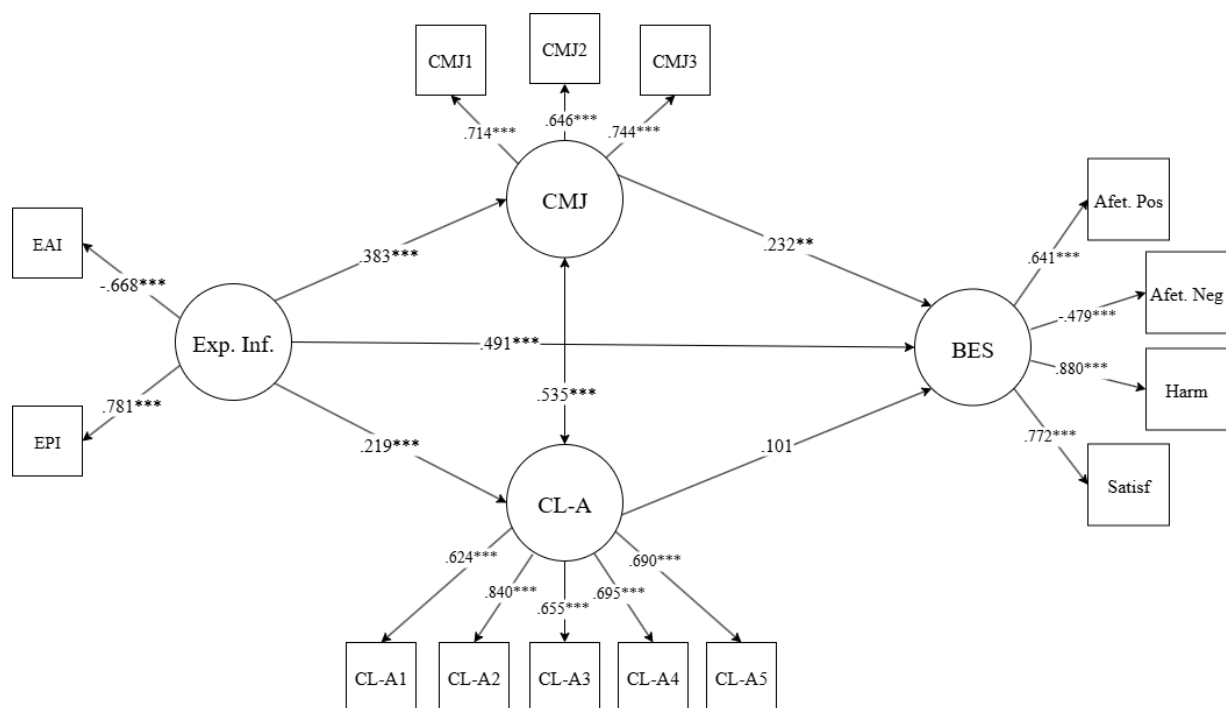 CMJ1
CMJ2
CMJ3
.714***
.646***
.744***
CMJ
Afet. Pos
EAI
.383***
.232**
.641***
-.668***
Afet. Neg
-.479***
Exp. Inf.
.491***
BES
.880***
Harm
.781***
.535***
EPI
.219***
.101
.772***
Satisf
CL-A
.624***
.840***
.655***
.695***
.690***
CL-A1
CL-A2
CL-A3
CL-A4
CL-A5